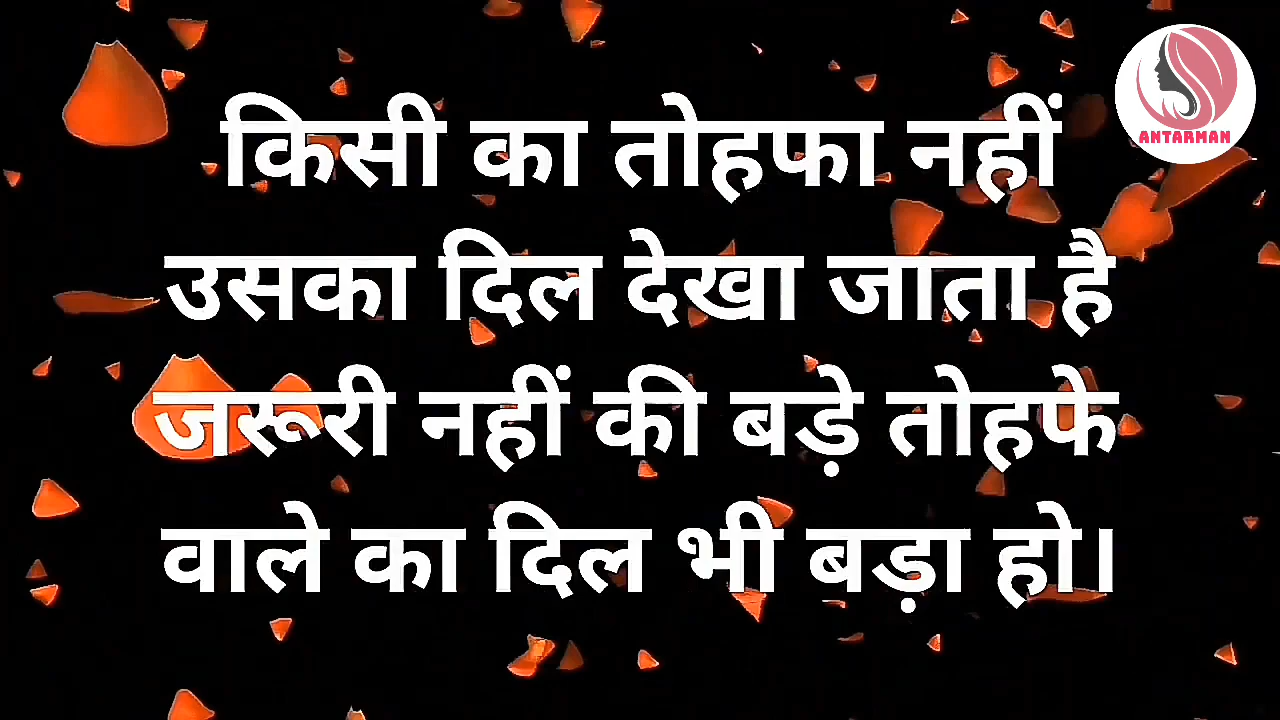 ANTARMAN
किसी का तोहफा नहीं
उसका दिल देखा जाता है
जरूरी नहीं की बड़े तोहफे
वाले का दिल भी बड़ा हो।